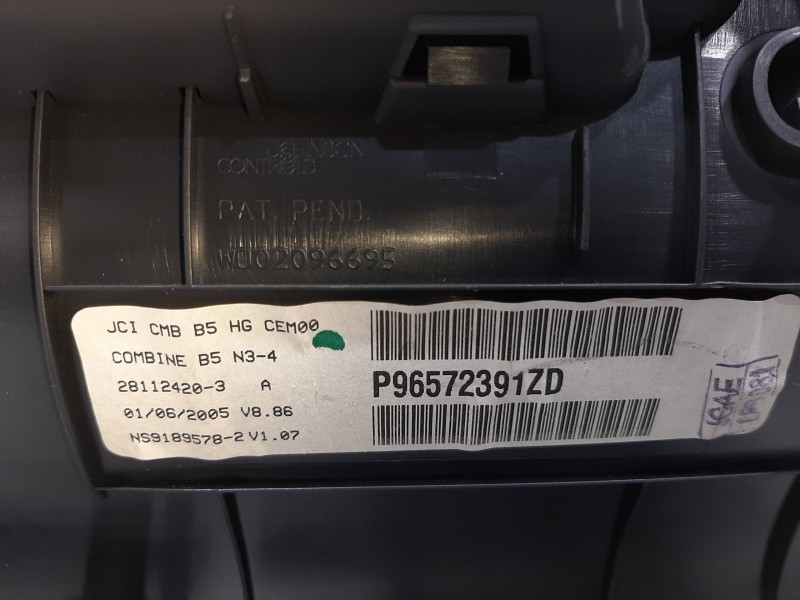 JOHNSON
CONTROLS
PAT. PEND.
WO02096695
JCI CMB B5 HG CEM00
COMBINE B5 N3-4
28112420-3 A
01/06/2005 V8.86
NS9189578-2 V1.07
P96572391ZD